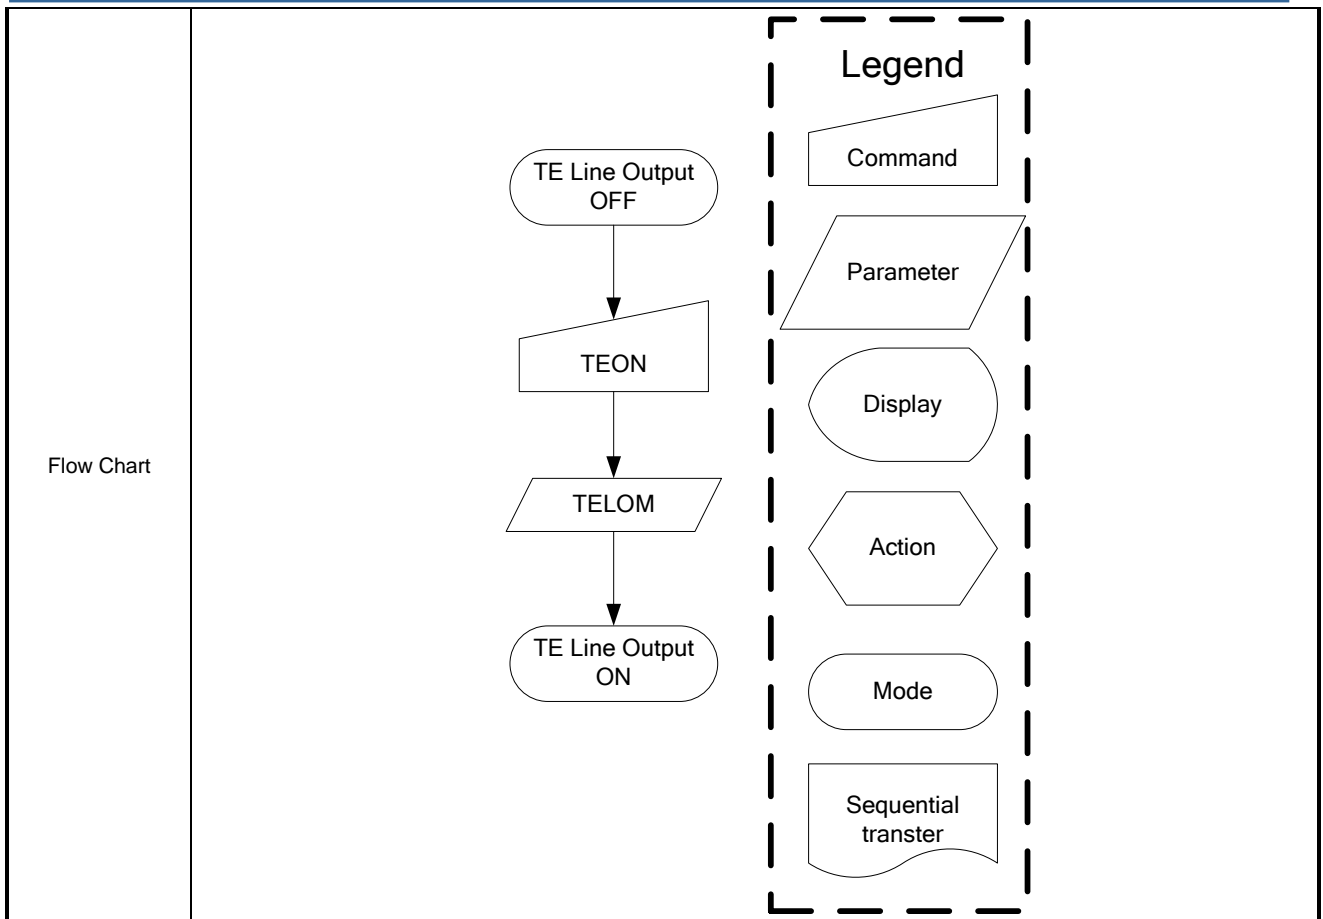 Flow Chart
TE Line Output
OFF
TEON
TELOM
TE Line Output
ON
Legend
Command
Parameter
Display
Action
Mode
Sequential
transter